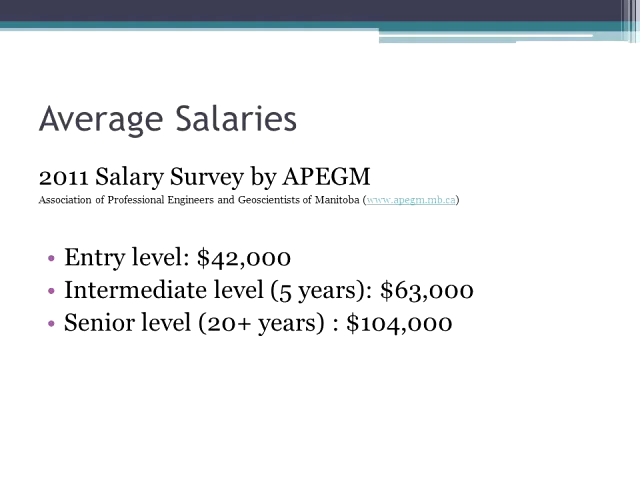 Average Salaries
2011 Salary Survey by APEGM
Association of Professional Engineers and Geoscientists of Manitoba (www.apegm.mb.ca)
• Entry level: $42,000
• Intermediate level (5 years): $63,000
• Senior level (20+ years) : $104,000